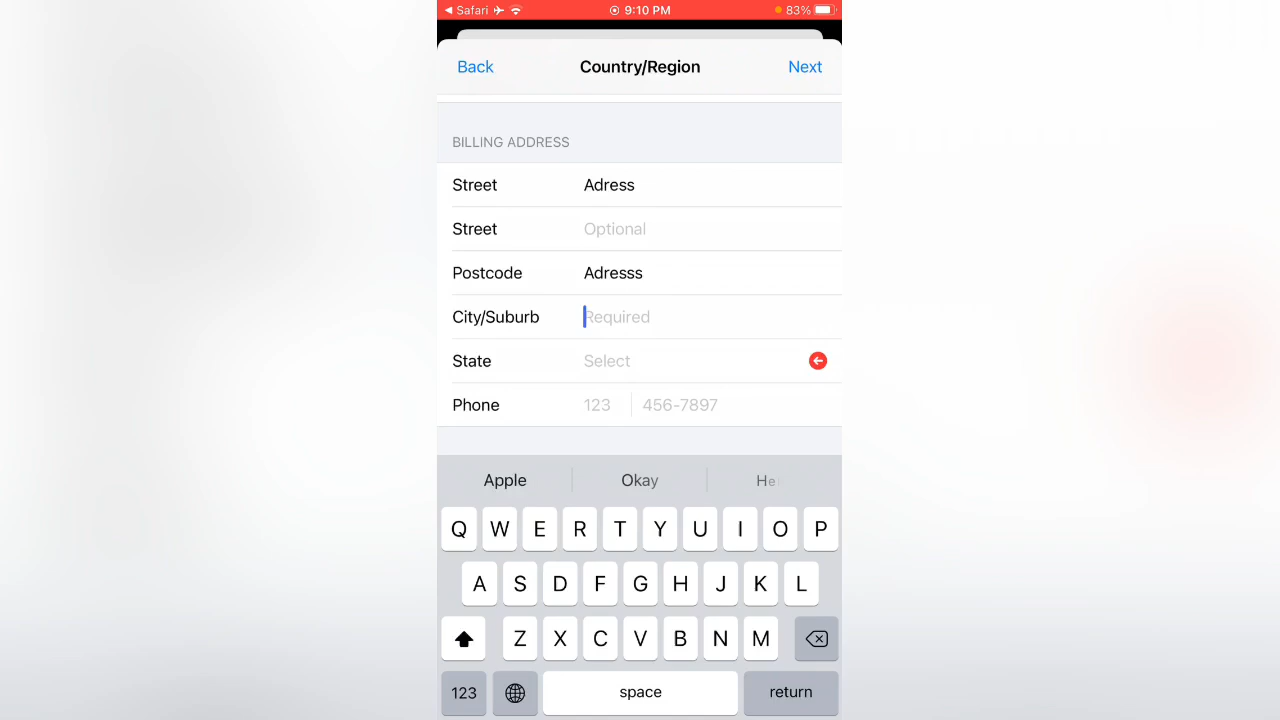 Safari 9:10 PM 83%
Back Country/Region Next
BILLING ADDRESS
Street Adress
Street Optional
Postcode Adresss
City/Suburb Required
State Select
Phone 123 456-7897
Apple Okay He
Q W E R T Y U I O P
A S D F G H J K L
Z X C V B N M
123 space return